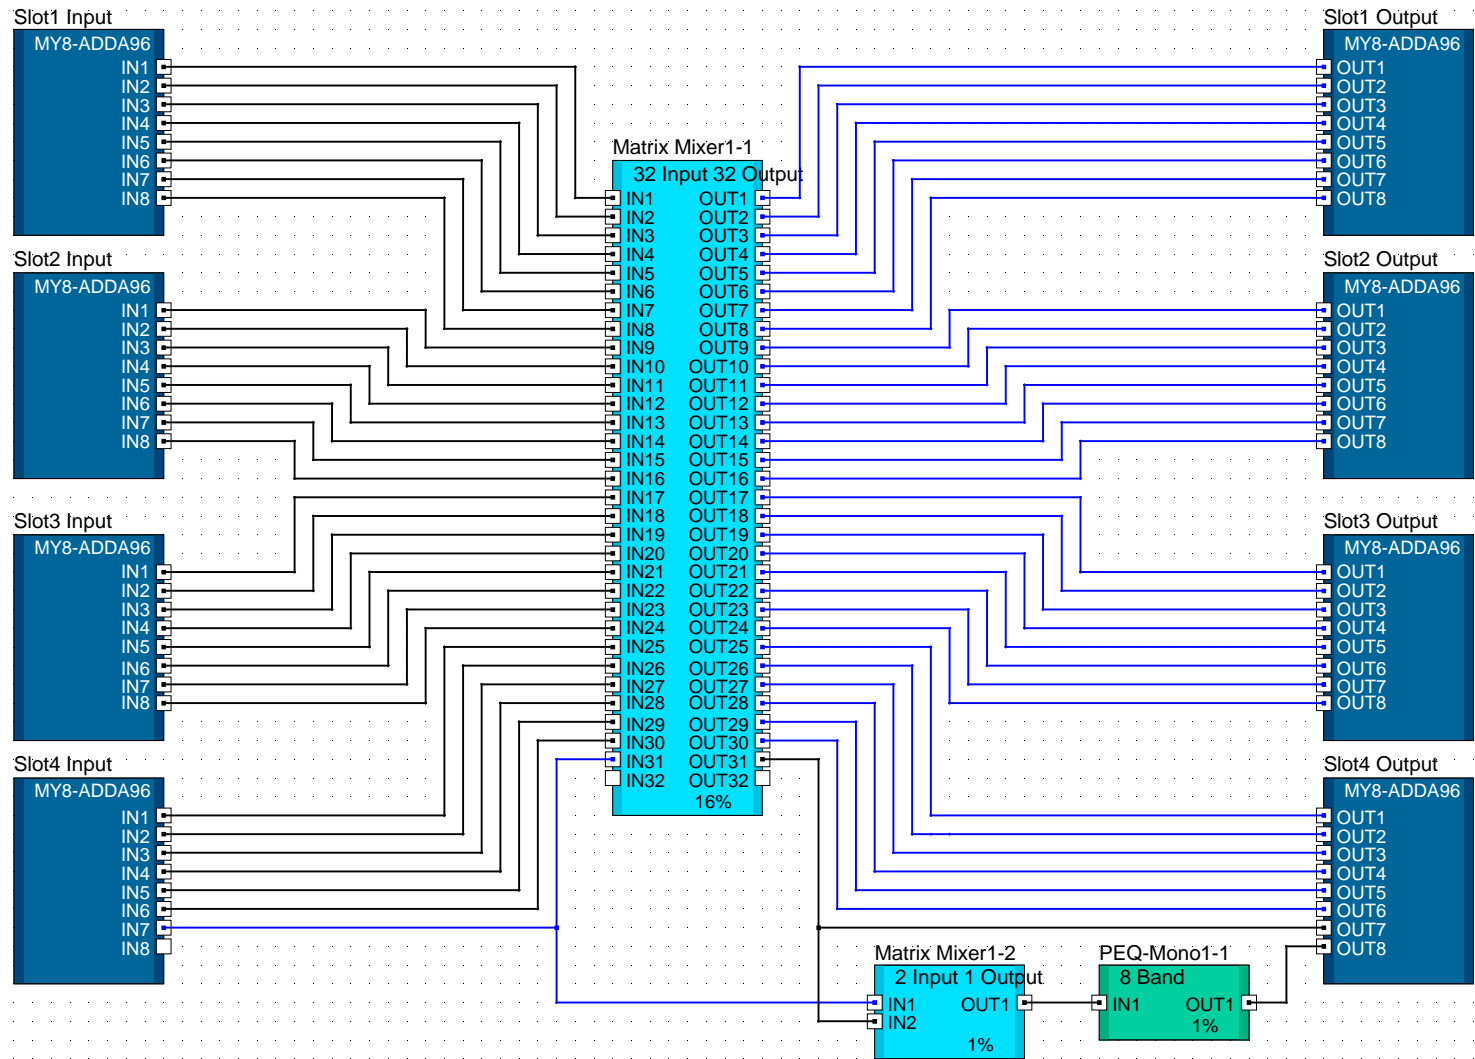 Slot1 Input
MY8-ADDA96
IN1
IN2
IN3
IN4
IN5
IN6
IN7
IN8
Slot2 Input
MY8-ADDA96
IN1
IN2
IN3
IN4
IN5
IN6
IN7
IN8
Slot3 Input
MY8-ADDA96
IN1
IN2
IN3
IN4
IN5
IN6
IN7
IN8
Slot4 Input
MY8-ADDA96
IN1
IN2
IN3
IN4
IN5
IN6
IN7
IN8
Matrix Mixer1-1
32 Input 32 Output
IN1 OUT1
IN2 OUT2
IN3 OUT3
IN4 OUT4
IN5 OUT5
IN6 OUT6
IN7 OUT7
IN8 OUT8
IN9 OUT9
IN10 OUT10
IN11 OUT11
IN12 OUT12
IN13 OUT13
IN14 OUT14
IN15 OUT15
IN16 OUT16
IN17 OUT17
IN18 OUT18
IN19 OUT19
IN20 OUT20
IN21 OUT21
IN22 OUT22
IN23 OUT23
IN24 OUT24
IN25 OUT25
IN26 OUT26
IN27 OUT27
IN28 OUT28
IN29 OUT29
IN30 OUT30
IN31 OUT31
IN32 OUT32
16%
Matrix Mixer1-2
2 Input 1 Output
IN1 OUT1
IN2
1%
PEQ-Mono1-1
8 Band
IN1 OUT1
1%
Slot1 Output
MY8-ADDA96
OUT1
OUT2
OUT3
OUT4
OUT5
OUT6
OUT7
OUT8
Slot2 Output
MY8-ADDA96
OUT1
OUT2
OUT3
OUT4
OUT5
OUT6
OUT7
OUT8
Slot3 Output
MY8-ADDA96
OUT1
OUT2
OUT3
OUT4
OUT5
OUT6
OUT7
OUT8
Slot4 Output
MY8-ADDA96
OUT1
OUT2
OUT3
OUT4
OUT5
OUT6
OUT7
OUT8